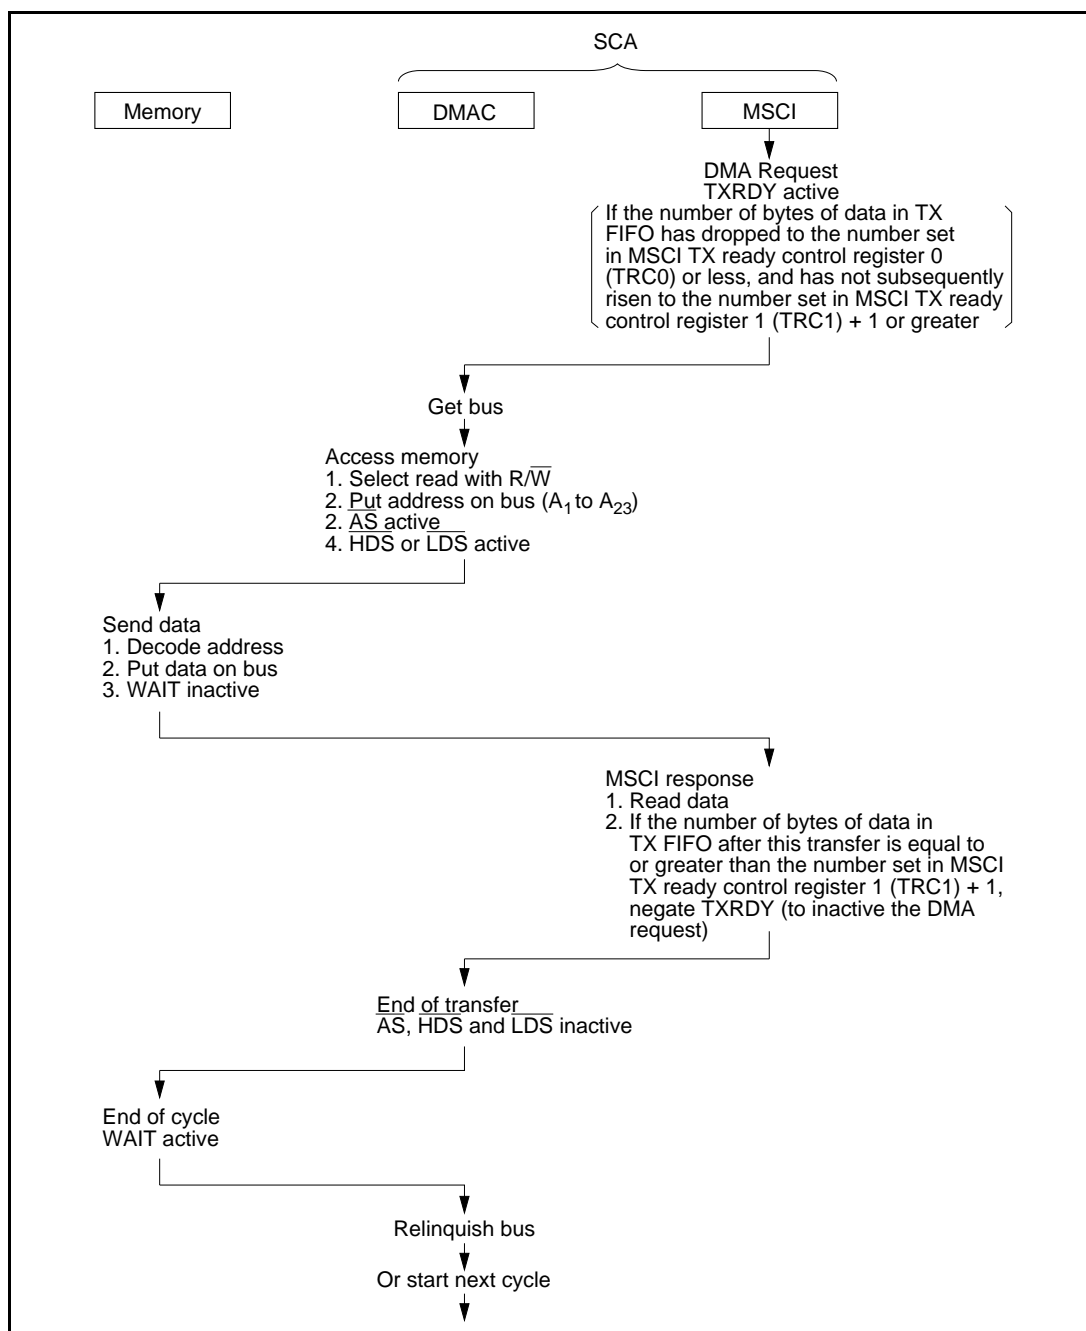 SCA
Memory
DMAC
MSCI
DMA Request
TXRDY active
If the number of bytes of data in TX
FIFO has dropped to the number set
in MSCI TX ready control register 0
(TRC0) or less, and has not subsequently
risen to the number set in MSCI TX ready
control register 1 (TRC1) + 1 or greater
Get bus
Access memory
1. Select read with R/W̅
2. Put address on bus (A₁ to A₂₃)
2. A̅S̅ active
4. H̅D̅S̅ or L̅D̅S̅ active
Send data
1. Decode address
2. Put data on bus
3. WAIT inactive
MSCI response
1. Read data
2. If the number of bytes of data in
TX FIFO after this transfer is equal to
or greater than the number set in MSCI
TX ready control register 1 (TRC1) + 1,
negate TXRDY (to inactive the DMA
request)
End of transfer
A̅S̅, H̅D̅S̅ and L̅D̅S̅ inactive
End of cycle
WAIT active
Relinquish bus
Or start next cycle